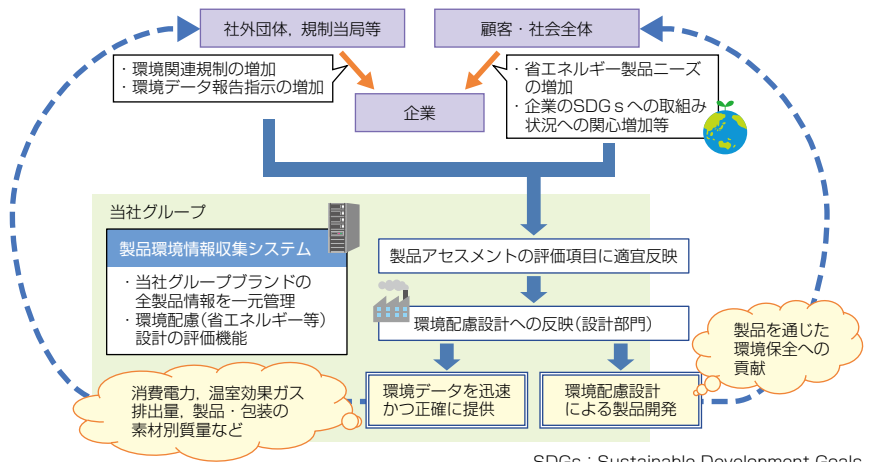 社外団体，規制当局等
顧客・社会全体
・環境関連規制の増加
・環境データ報告指示の増加
企業
・省エネルギー製品ニーズ
の増加
・企業のSDGｓへの取組み
状況への関心増加等
当社グループ
製品環境情報収集システム
・当社グループブランドの
全製品情報を一元管理
・環境配慮(省エネルギー等)
設計の評価機能
製品アセスメントの評価項目に適宜反映
環境配慮設計への反映(設計部門)
製品を通じた
環境保全への
貢献
消費電力，温室効果ガス
排出量，製品・包装の
素材別質量など
環境データを迅速
かつ正確に提供
環境配慮設計
による製品開発
SDGs：Sustainable Development Goals